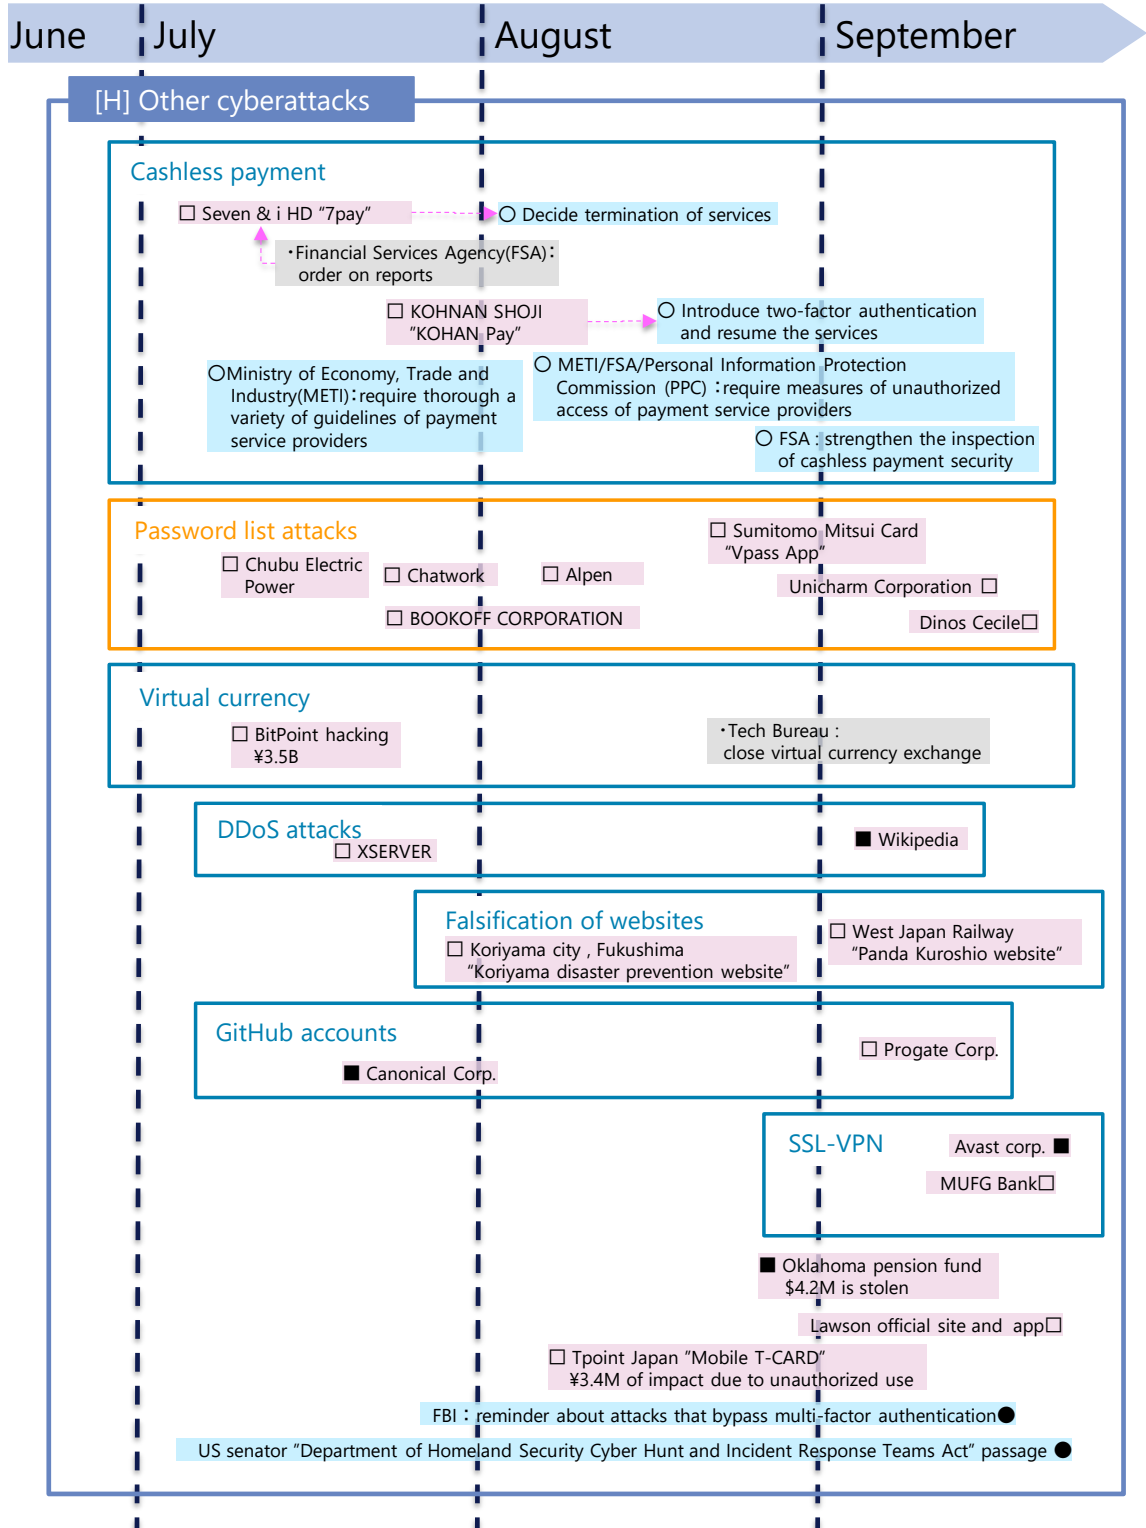 June July August September
[H] Other cyberattacks
Cashless payment
□ Seven & i HD "7pay"
○ Decide termination of services
・Financial Services Agency(FSA):
order on reports
□ KOHNAN SHOJI
"KOHAN Pay"
○ Introduce two-factor authentication
and resume the services
○Ministry of Economy, Trade and
Industry(METI):require thorough a
variety of guidelines of payment
service providers
○ METI/FSA/Personal Information Protection
Commission (PPC) :require measures of unauthorized
access of payment service providers
○ FSA : strengthen the inspection
of cashless payment security
Password list attacks
□ Chubu Electric
Power
□ Chatwork
□ Alpen
□ Sumitomo Mitsui Card
"Vpass App"
Unicharm Corporation □
□ BOOKOFF CORPORATION
Dinos Cecile□
Virtual currency
□ BitPoint hacking
¥3.5B
・Tech Bureau :
close virtual currency exchange
DDoS attacks
□ XSERVER
■ Wikipedia
Falsification of websites
□ Koriyama city , Fukushima
"Koriyama disaster prevention website"
□ West Japan Railway
"Panda Kuroshio website"
GitHub accounts
■ Canonical Corp.
□ Progate Corp.
SSL-VPN
Avast corp. ■
MUFG Bank□
■ Oklahoma pension fund
$4.2M is stolen
Lawson official site and app□
□ Tpoint Japan "Mobile T-CARD"
¥3.4M of impact due to unauthorized use
FBI : reminder about attacks that bypass multi-factor authentication●
US senator "Department of Homeland Security Cyber Hunt and Incident Response Teams Act" passage ●